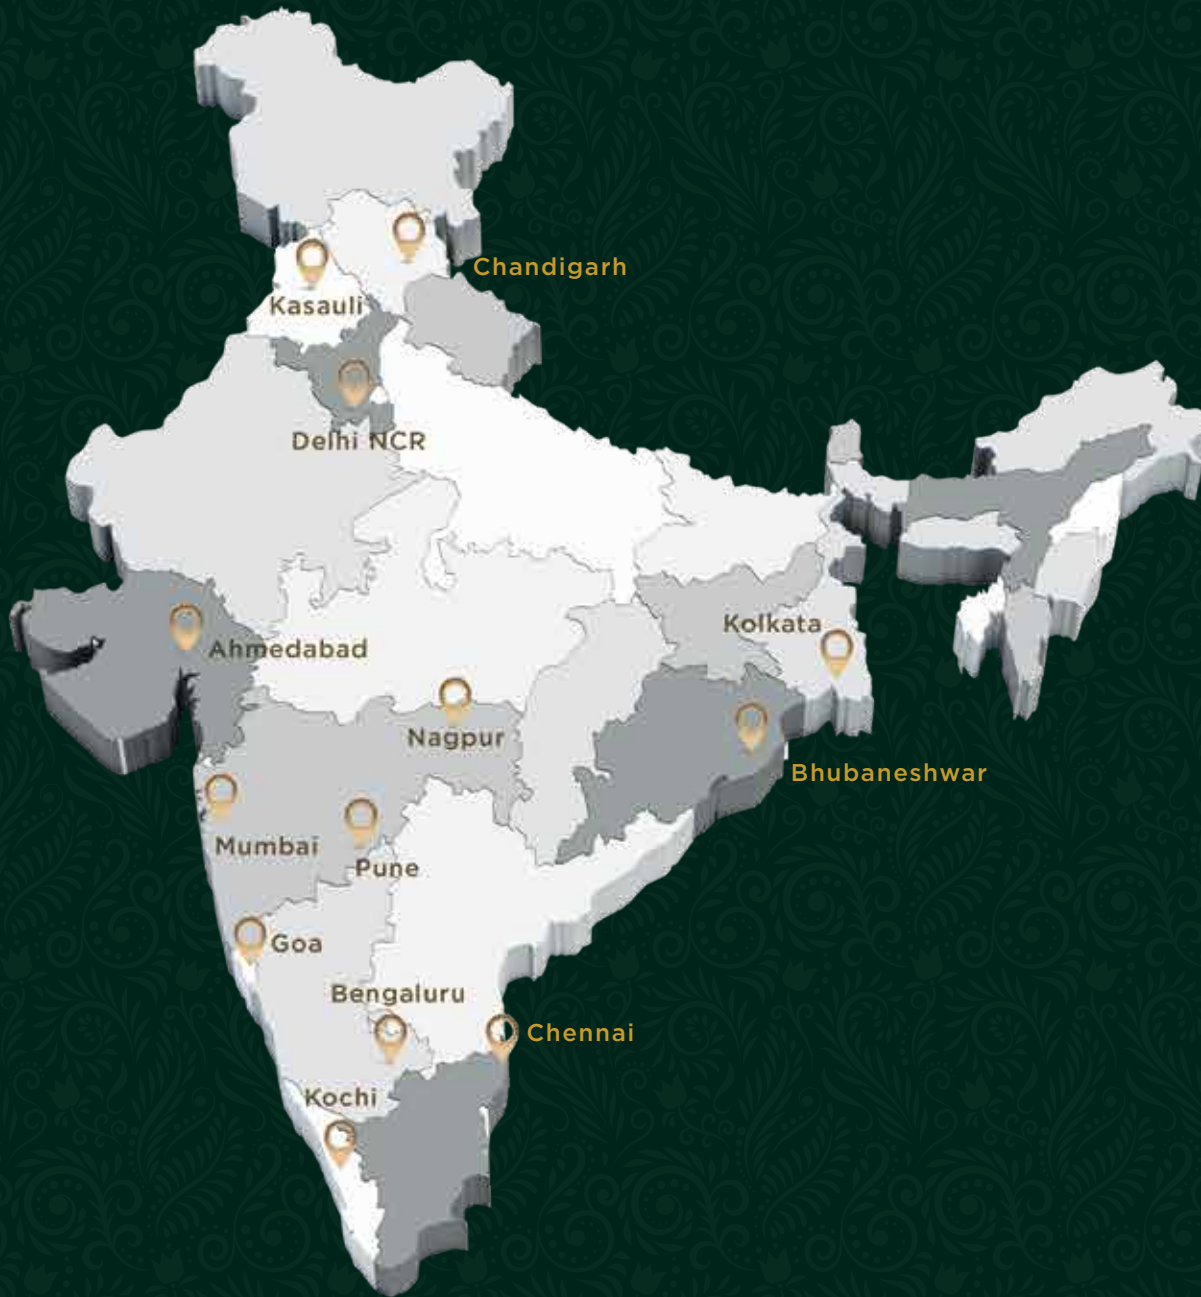 Chandigarh
Kasauli
Delhi NCR
Kolkata
Ahmedabad
Nagpur
Bhubaneshwar
Mumbai
Pune
Goa
Bengaluru
Chennai
Kochi